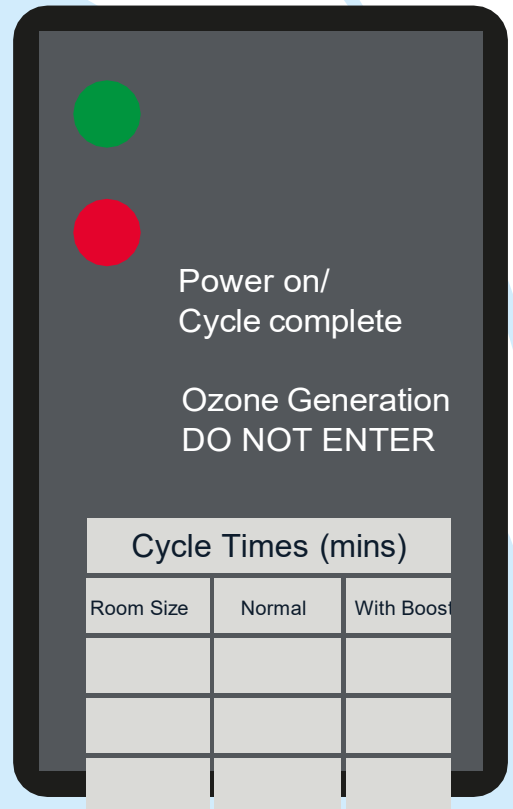 Power on/
Cycle complete
Ozone Generation
DO NOT ENTER
Cycle Times (mins)
Room Size Normal With Boost